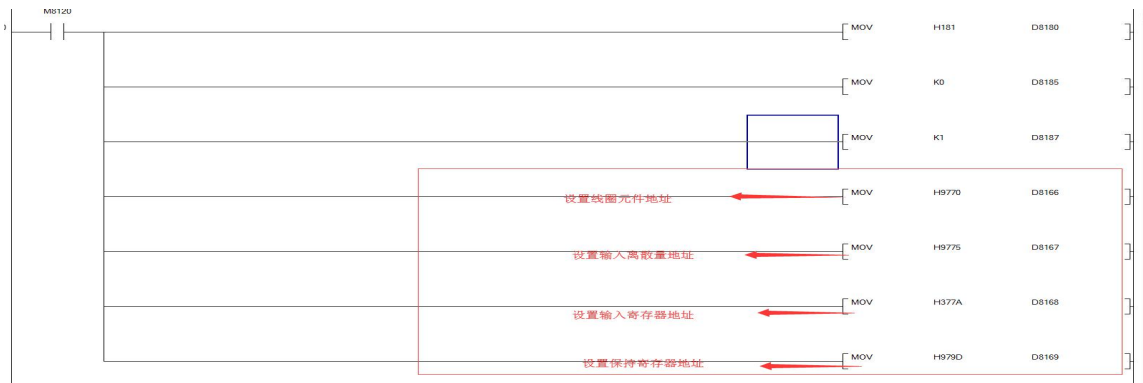 M8120
MOV H181 D8180
MOV K0 D8185
MOV K1 D8187
设置线圈元件地址 MOV H9770 D8166
设置输入离散量地址 MOV H9775 D8167
设置输入寄存器地址 MOV H377A D8168
设置保持寄存器地址 MOV H979D D8169